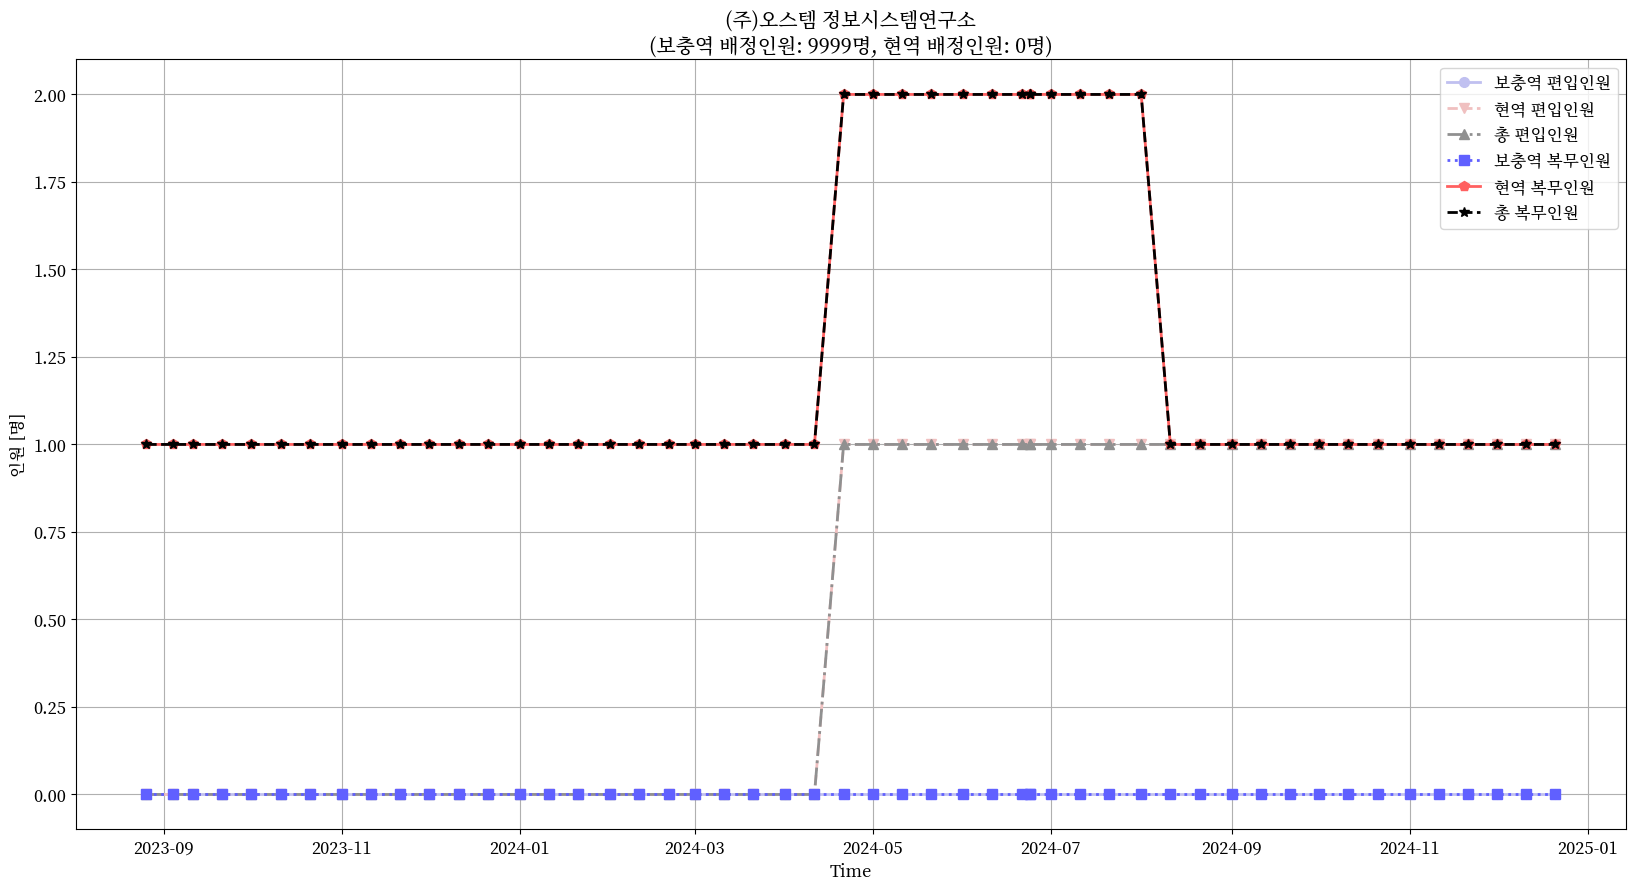 (주)오스템 정보시스템연구소
(보충역 배정인원: 9999명, 현역 배정인원: 0명)
보충역 편입인원
현역 편입인원
총 편입인원
보충역 복무인원
현역 복무인원
총 복무인원
인원 [명]
2.00
1.75
1.50
1.25
1.00
0.75
0.50
0.25
0.00
2023-09
2023-11
2024-01
2024-03
2024-05
2024-07
2024-09
2024-11
2025-01
Time